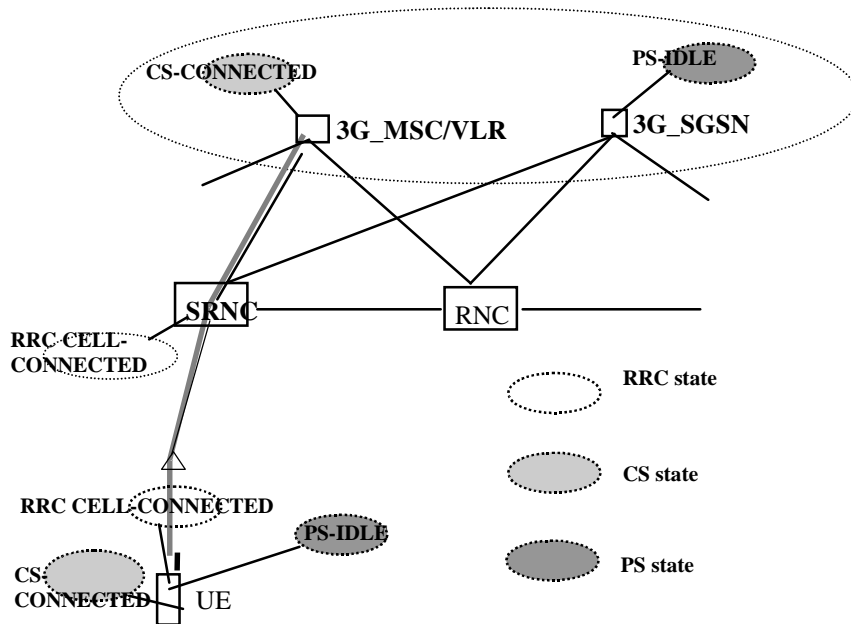 CS-CONNECTED
PS-IDLE
3G_MSC/VLR
3G_SGSN
SRNC
RNC
RRC CELL-
CONNECTED
RRC state
CS state
RRC CELL-CONNECTED
PS-IDLE
PS state
CS-
CONNECTED
UE